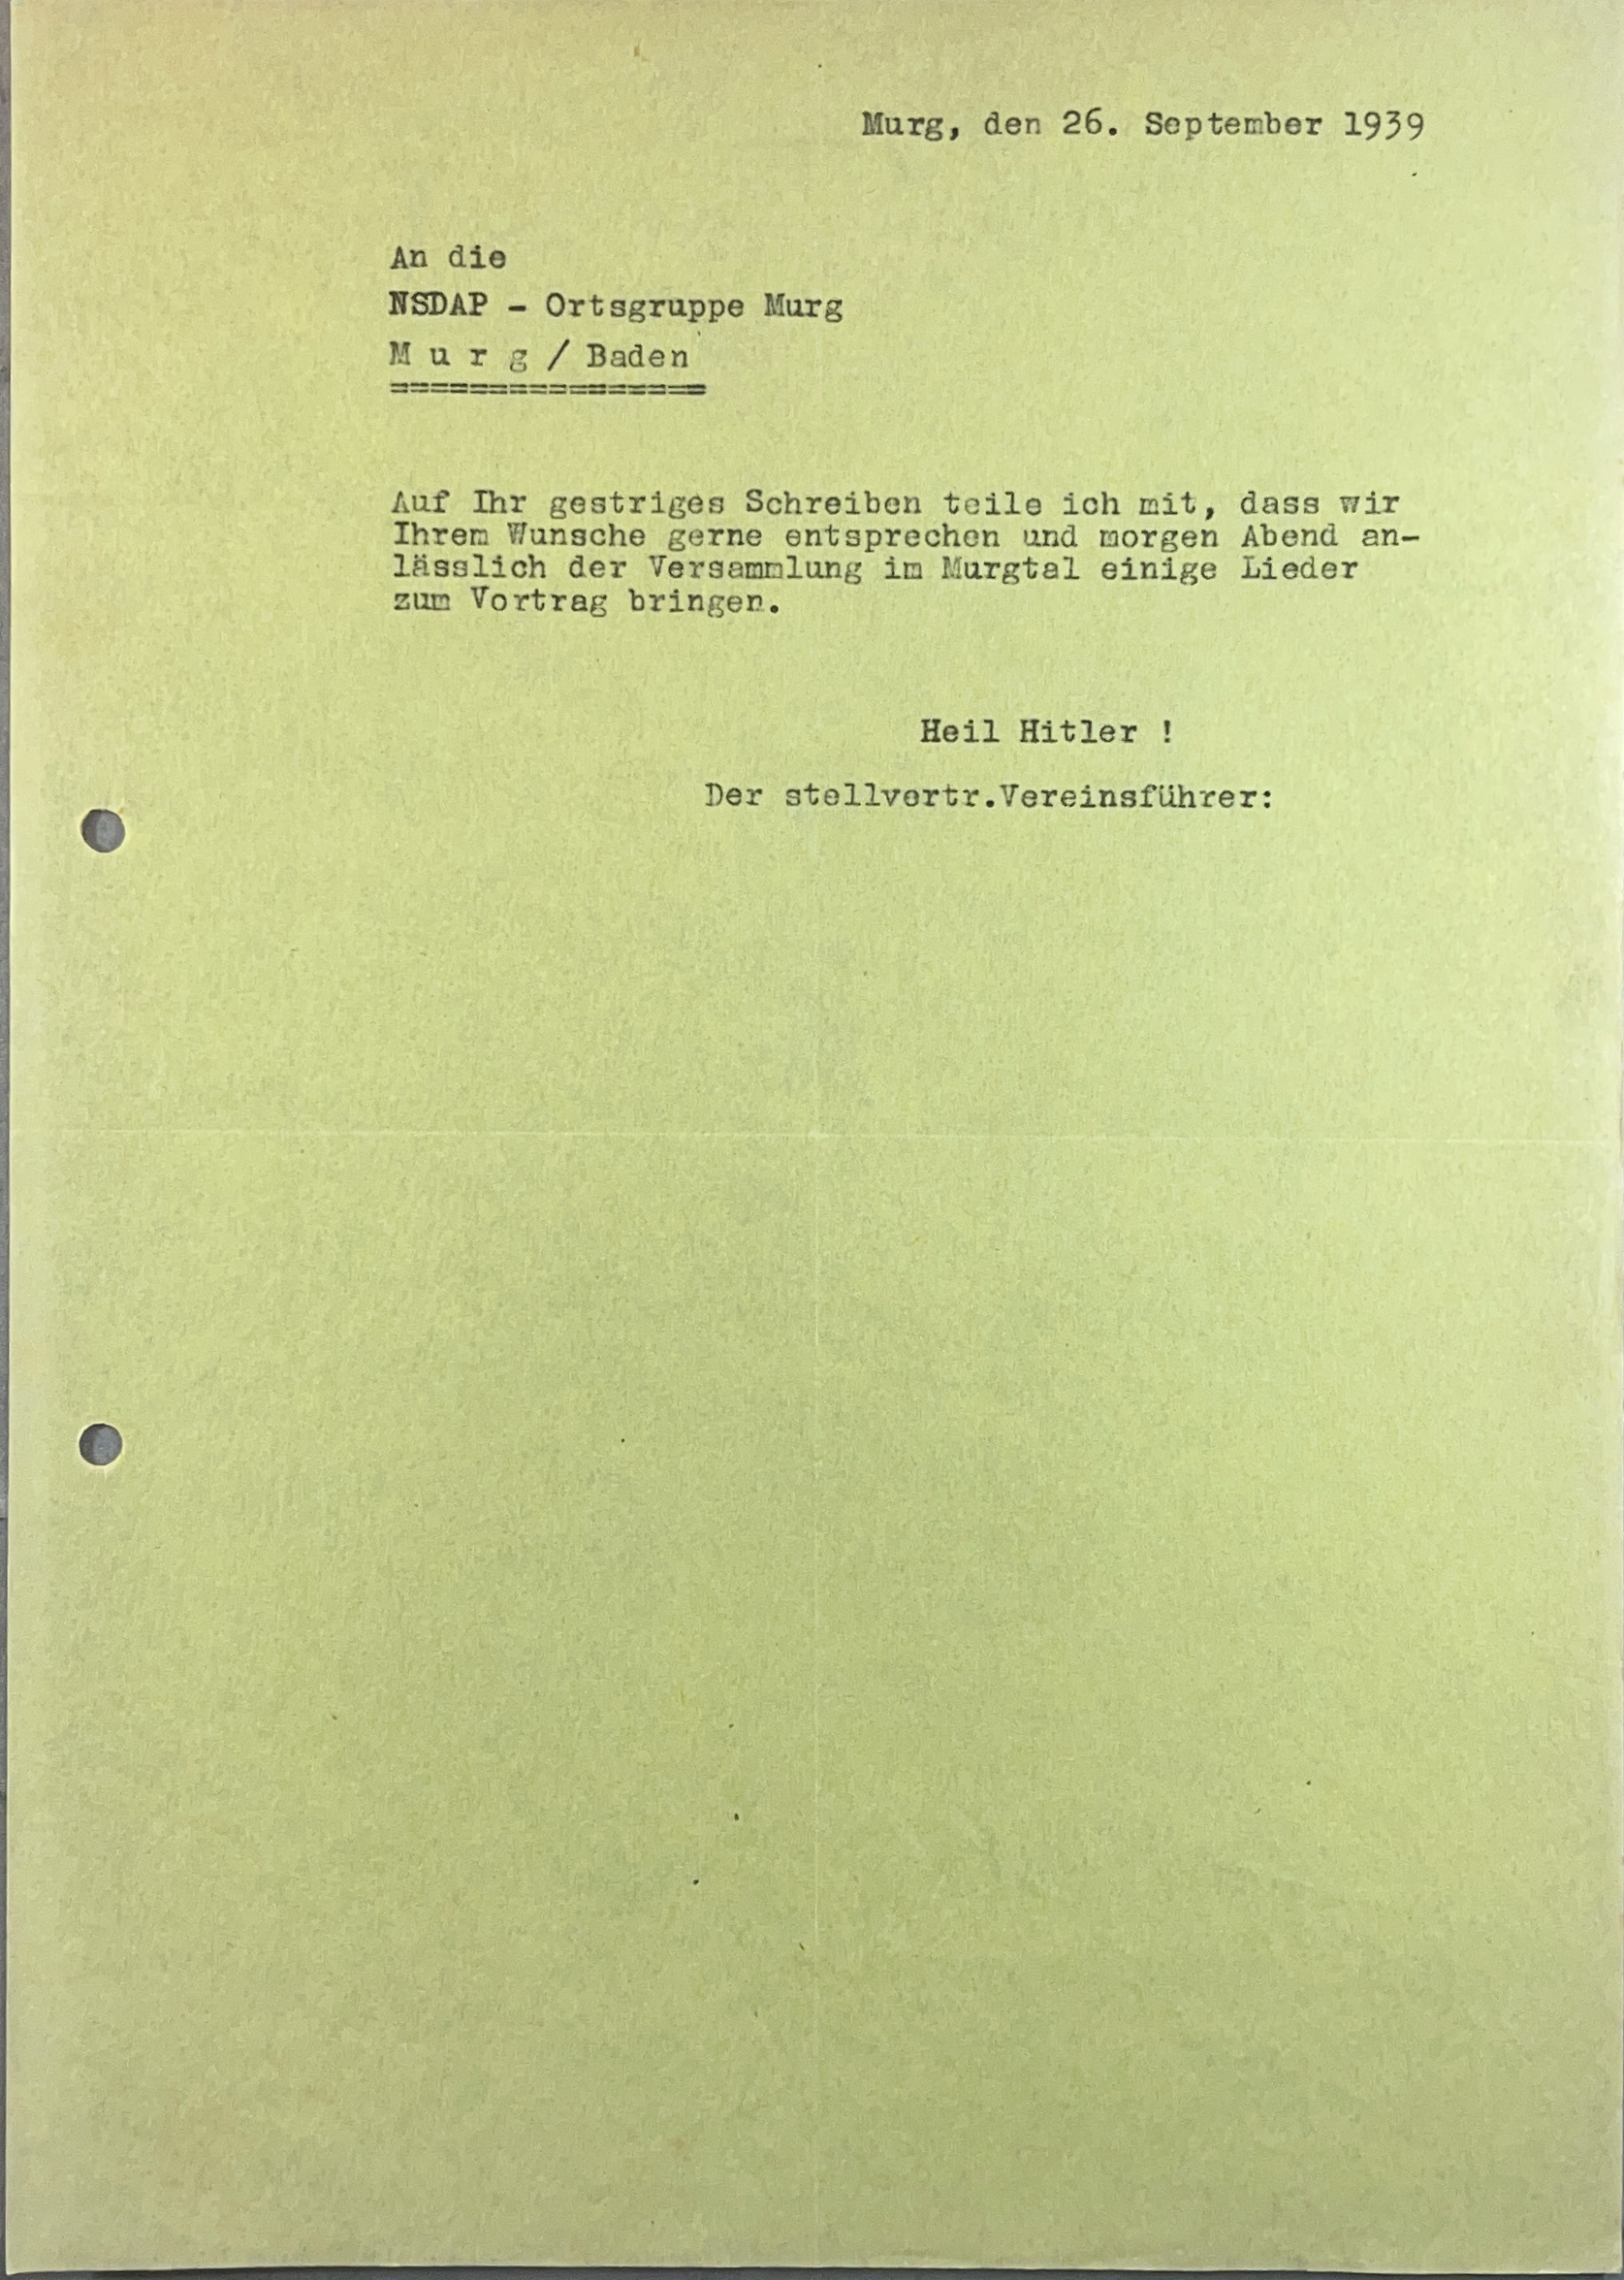 Murg, den 26. September 1939
An die
NSDAP - Ortsgruppe Murg
M u r g / Baden
================
Auf Ihr gestriges Schreiben teile ich mit, dass wir
Ihrem Wunsche gerne entsprechen und morgen Abend an-
lässlich der Versammlung im Murgtal einige Lieder
zum Vortrag bringen.
Heil Hitler !
Der stellvertr.Vereinsführer: